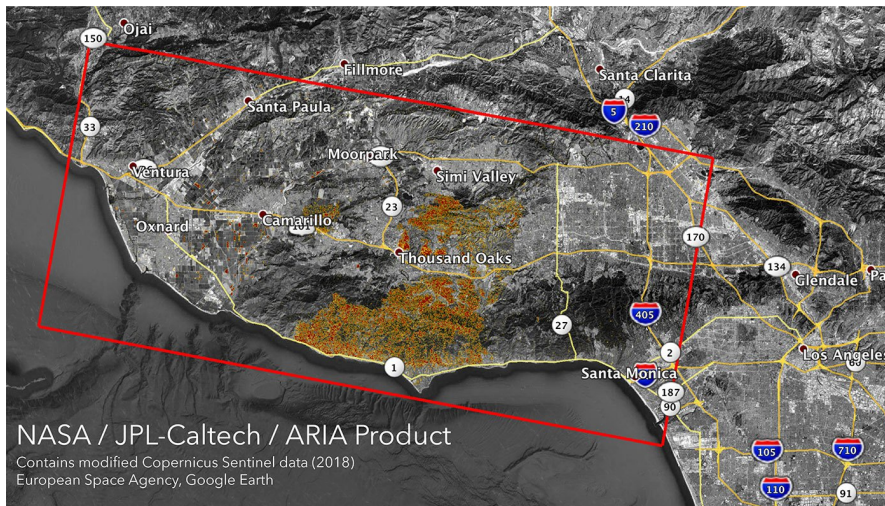 Ojai
150
Fillmore
Santa Clarita
14
5
210
Santa Paula
33
Moorpark
Ventura
Simi Valley
Oxnard
Camarillo
101
23
170
Thousand Oaks
134
Glendale
Pa
405
27
2
Los Angeles
1
Santa Monica
187
90
NASA / JPL-Caltech / ARIA Product
Contains modified Copernicus Sentinel data (2018)
European Space Agency, Google Earth
105
710
110
91